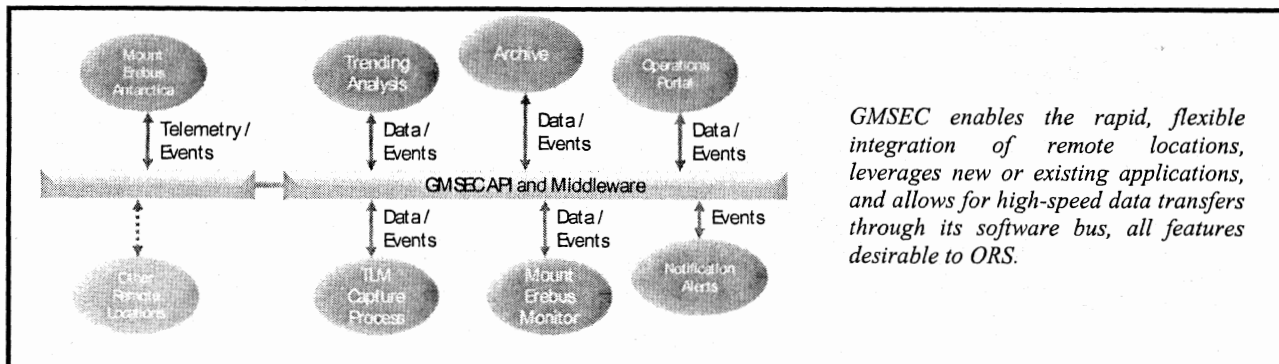 Mount
Erebus
Antarctica
Trending
Analysis
Archive
Operations
Portal
Telemetry /
Events
Data /
Events
Data /
Events
Data /
Events
GMSEC API and Middleware
Data /
Events
Data /
Events
Events
Other
Remote
Locations
TLM
Capture
Process
Mount
Erebus
Monitor
Notification
Alerts
GMSEC enables the rapid, flexible
integration of remote locations,
leverages new or existing applications,
and allows for high-speed data transfers
through its software bus, all features
desirable to ORS.